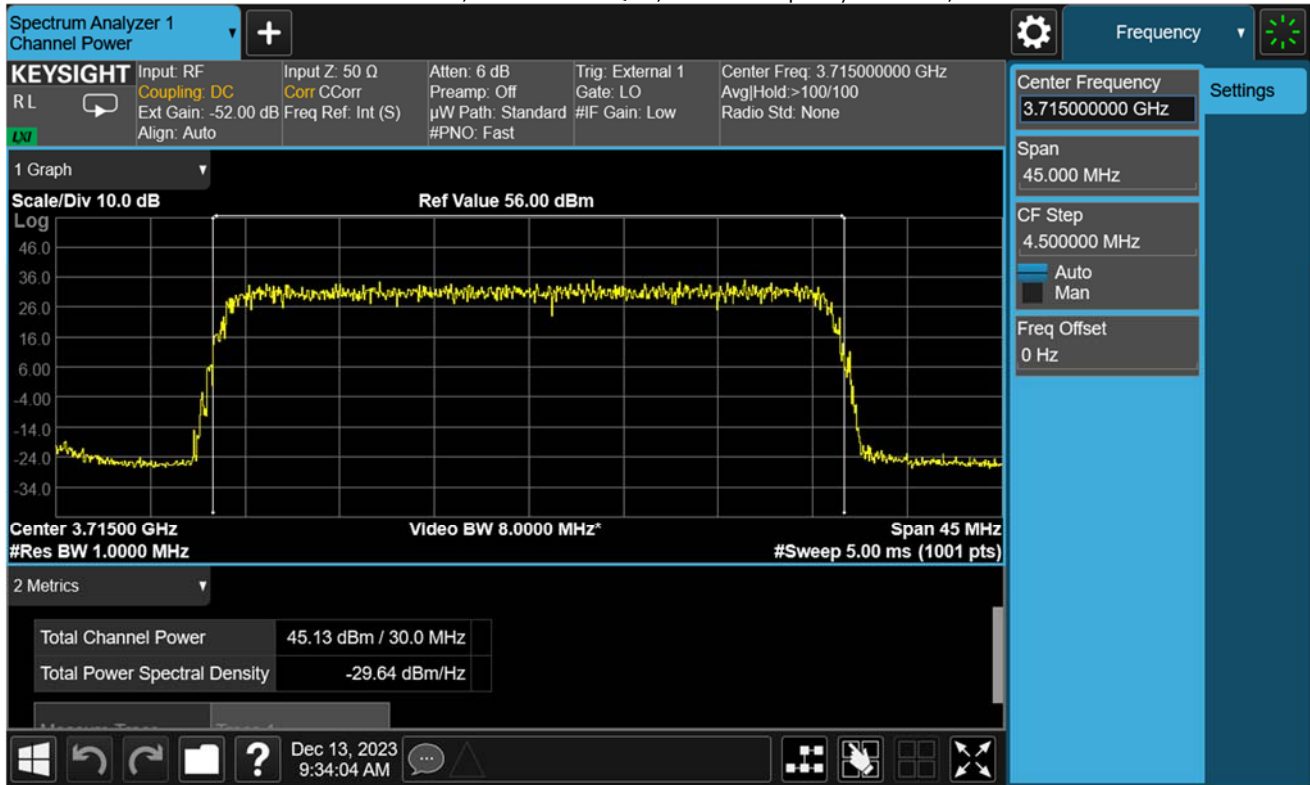 Spectrum Analyzer 1
Channel Power
Frequency
KEYSIGHT
RL
LXI
Input: RF
Coupling: DC
Ext Gain: -52.00 dB
Align: Auto
Input Z: 50 Ω
Corr CCorr
Freq Ref: Int (S)
Atten: 6 dB
Preamp: Off
µW Path: Standard
#PNO: Fast
Trig: External 1
Gate: LO
#IF Gain: Low
Center Freq: 3.715000000 GHz
Avg|Hold:>100/100
Radio Std: None
Center Frequency
3.715000000 GHz
Settings
Span
45.000 MHz
CF Step
4.500000 MHz
Auto
Man
Freq Offset
0 Hz
1 Graph
Scale/Div 10.0 dB
Ref Value 56.00 dBm
Log
46.0
36.0
26.0
16.0
6.00
-4.00
-14.0
-24.0
-34.0
Center 3.71500 GHz
Video BW 8.0000 MHz*
Span 45 MHz
#Res BW 1.0000 MHz
#Sweep 5.00 ms (1001 pts)
2 Metrics
Total Channel Power 45.13 dBm / 30.0 MHz
Total Power Spectral Density -29.64 dBm/Hz
?
Dec 13, 2023
9:34:04 AM